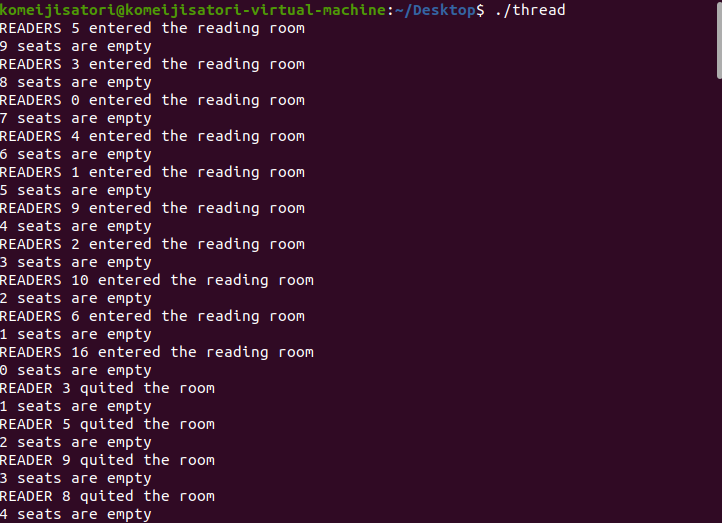 komeijisatori@komeijisatori-virtual-machine:~/Desktop$ ./thread
READERS 5 entered the reading room
9 seats are empty
READERS 3 entered the reading room
8 seats are empty
READERS 0 entered the reading room
7 seats are empty
READERS 4 entered the reading room
6 seats are empty
READERS 1 entered the reading room
5 seats are empty
READERS 9 entered the reading room
4 seats are empty
READERS 2 entered the reading room
3 seats are empty
READERS 10 entered the reading room
2 seats are empty
READERS 6 entered the reading room
1 seats are empty
READERS 16 entered the reading room
0 seats are empty
READER 3 quited the room
1 seats are empty
READER 5 quited the room
2 seats are empty
READER 9 quited the room
3 seats are empty
READER 8 quited the room
4 seats are empty